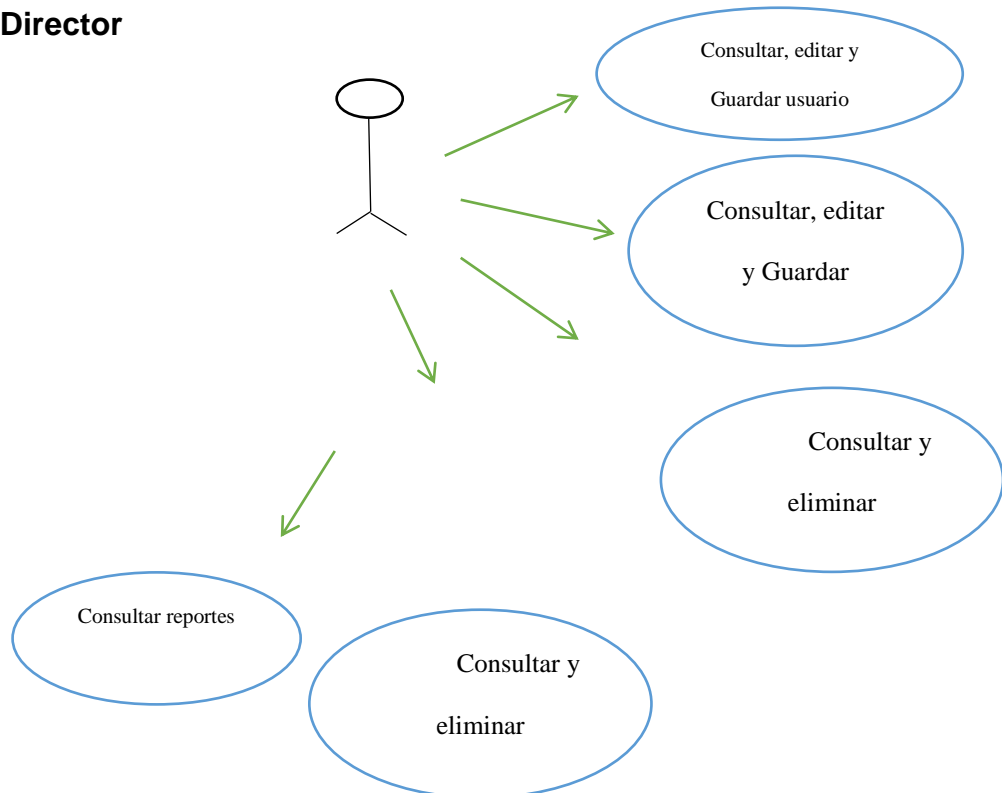 Director
Consultar, editar y
Guardar usuario
Consultar, editar
y Guardar
Consultar y
eliminar
Consultar reportes
Consultar y
eliminar